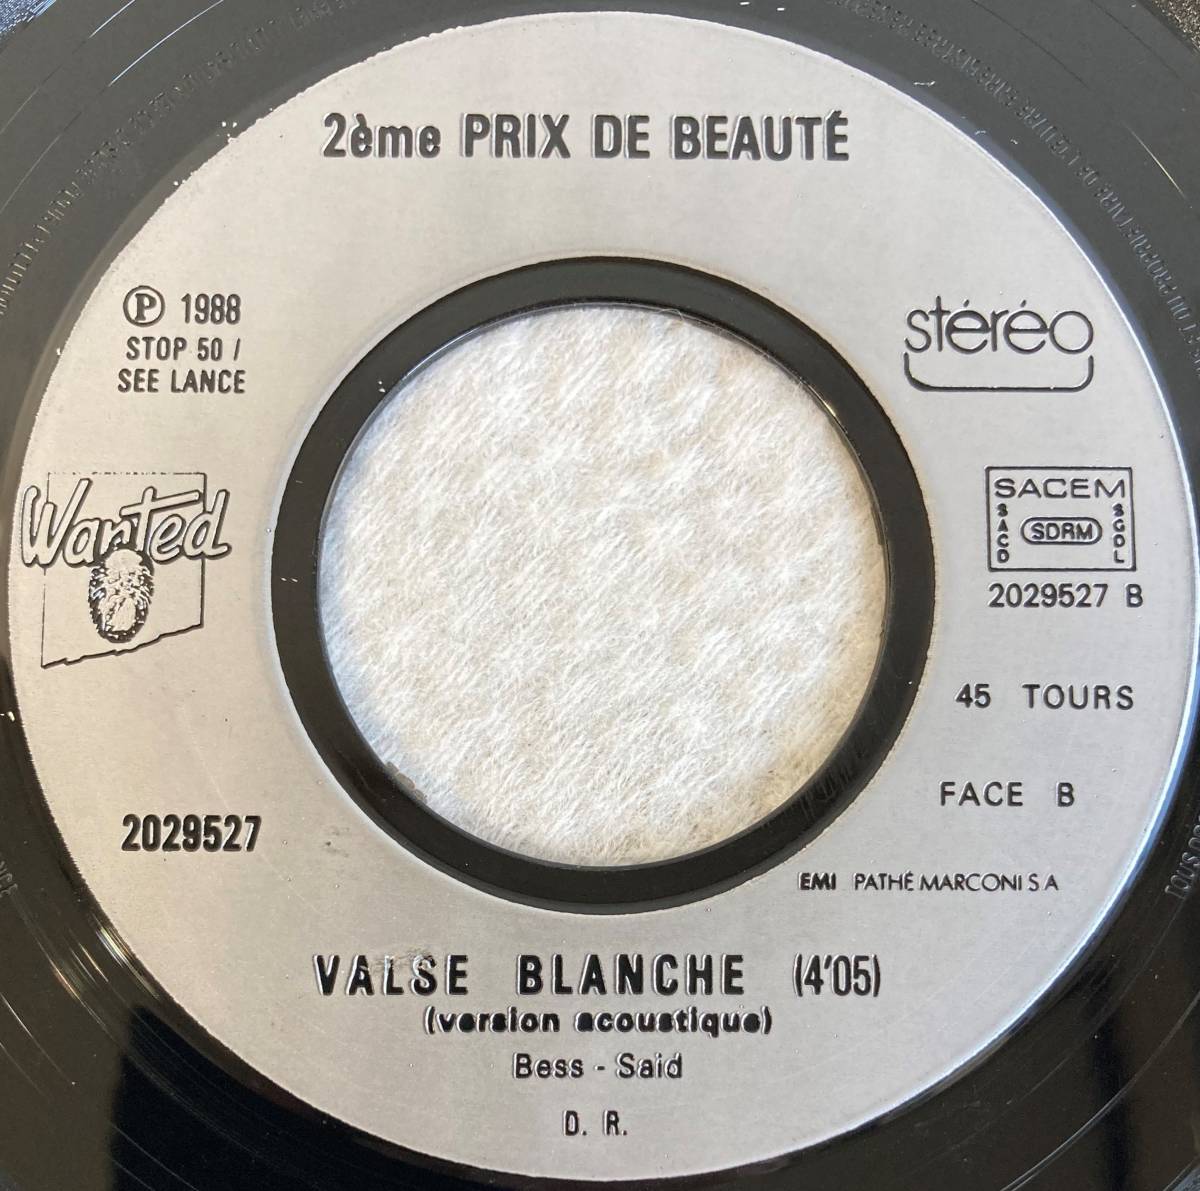 2ème PRIX DE BEAUTÉ
Ⓟ 1988
STOP 50 /
SEE LANCE
stéréo
Wanted
SACEM
SACD
SDRM
SGDL
2029527 B
45 TOURS
FACE B
2029527
EMI PATHÉ MARCONI S A
VALSE BLANCHE (4'05)
(version acoustique)
Bess - Said
D. R.